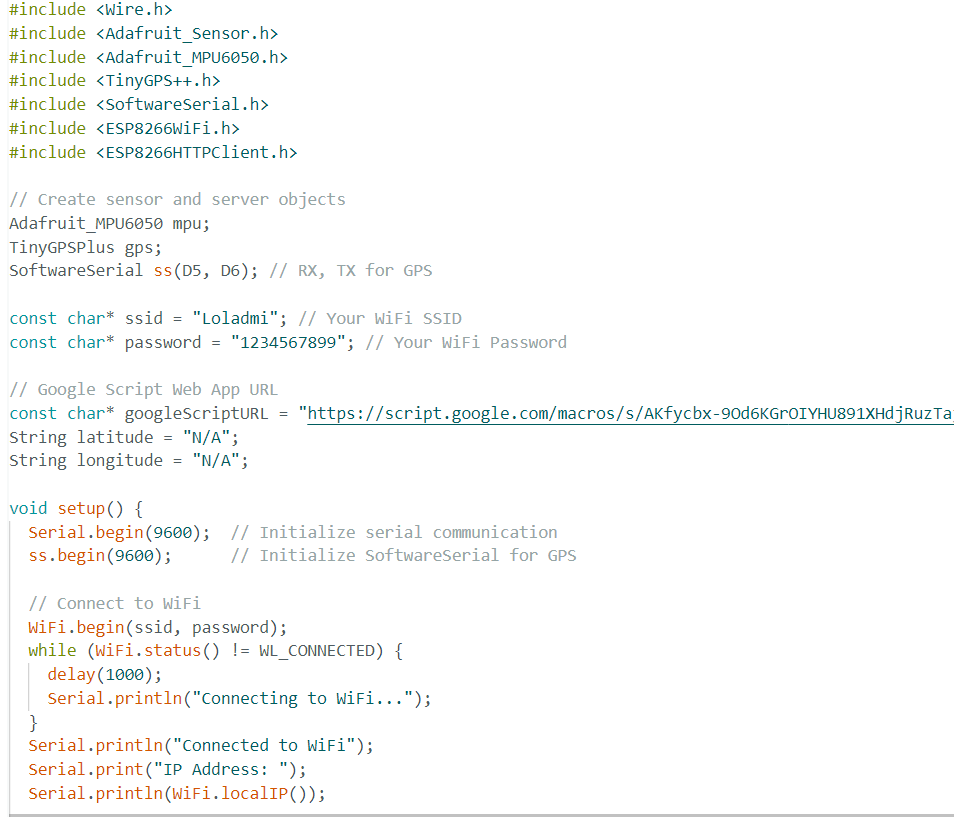 #include <Wire.h>
#include <Adafruit_Sensor.h>
#include <Adafruit_MPU6050.h>
#include <TinyGPS++.h>
#include <SoftwareSerial.h>
#include <ESP8266WiFi.h>
#include <ESP8266HTTPClient.h>
// Create sensor and server objects
Adafruit_MPU6050 mpu;
TinyGPSPlus gps;
SoftwareSerial ss(D5, D6); // RX, TX for GPS
const char* ssid = "Loladmi"; // Your WiFi SSID
const char* password = "1234567899"; // Your WiFi Password
// Google Script Web App URL
const char* googleScriptURL = "https://script.google.com/macros/s/AKfycbx-9Od6KGrOIYHU891XHdjRuzTa
String latitude = "N/A";
String longitude = "N/A";
void setup() {
Serial.begin(9600); // Initialize serial communication
ss.begin(9600); // Initialize SoftwareSerial for GPS
// Connect to WiFi
WiFi.begin(ssid, password);
while (WiFi.status() != WL_CONNECTED) {
delay(1000);
Serial.println("Connecting to WiFi...");
}
Serial.println("Connected to WiFi");
Serial.print("IP Address: ");
Serial.println(WiFi.localIP());